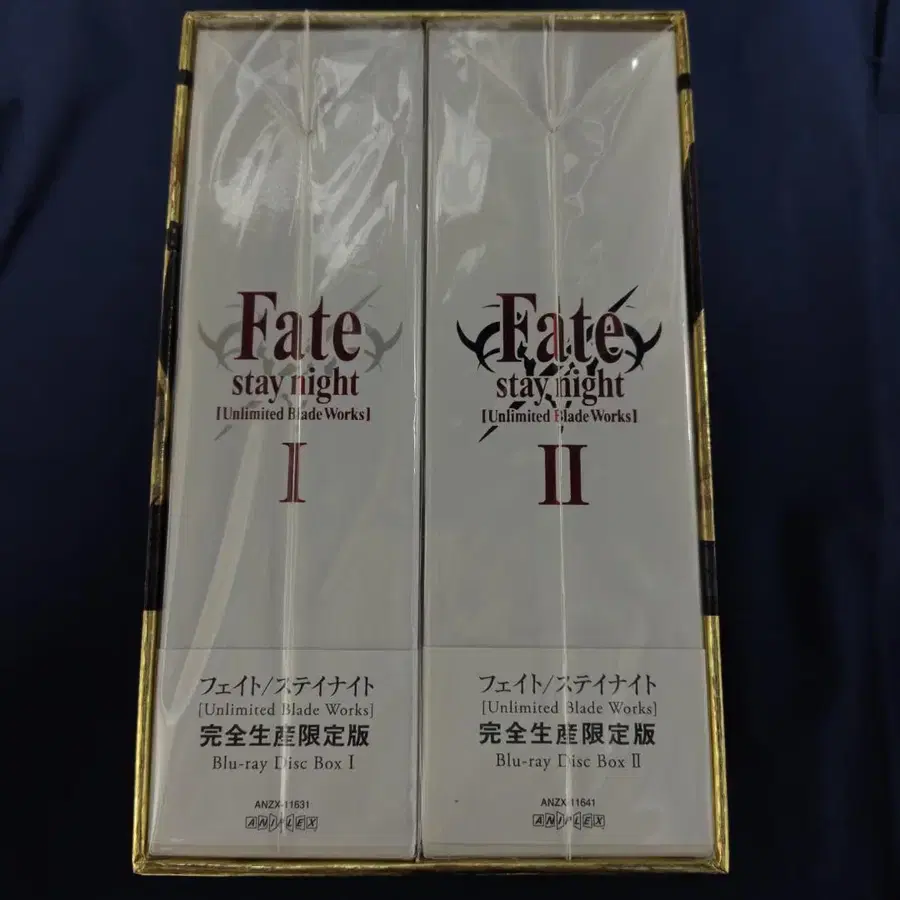 Fate
stay night
[Unlimited Blade Works]
I
フェイト/ステイナイト
[Unlimited Blade Works]
完全生産限定版
Blu-ray Disc Box I
ANZX-11631
ANIPLEX
Fate
stay night
[Unlimited Blade Works]
II
フェイト/ステイナイト
[Unlimited Blade Works]
完全生産限定版
Blu-ray Disc Box II
ANZX-11641
ANIPLEX